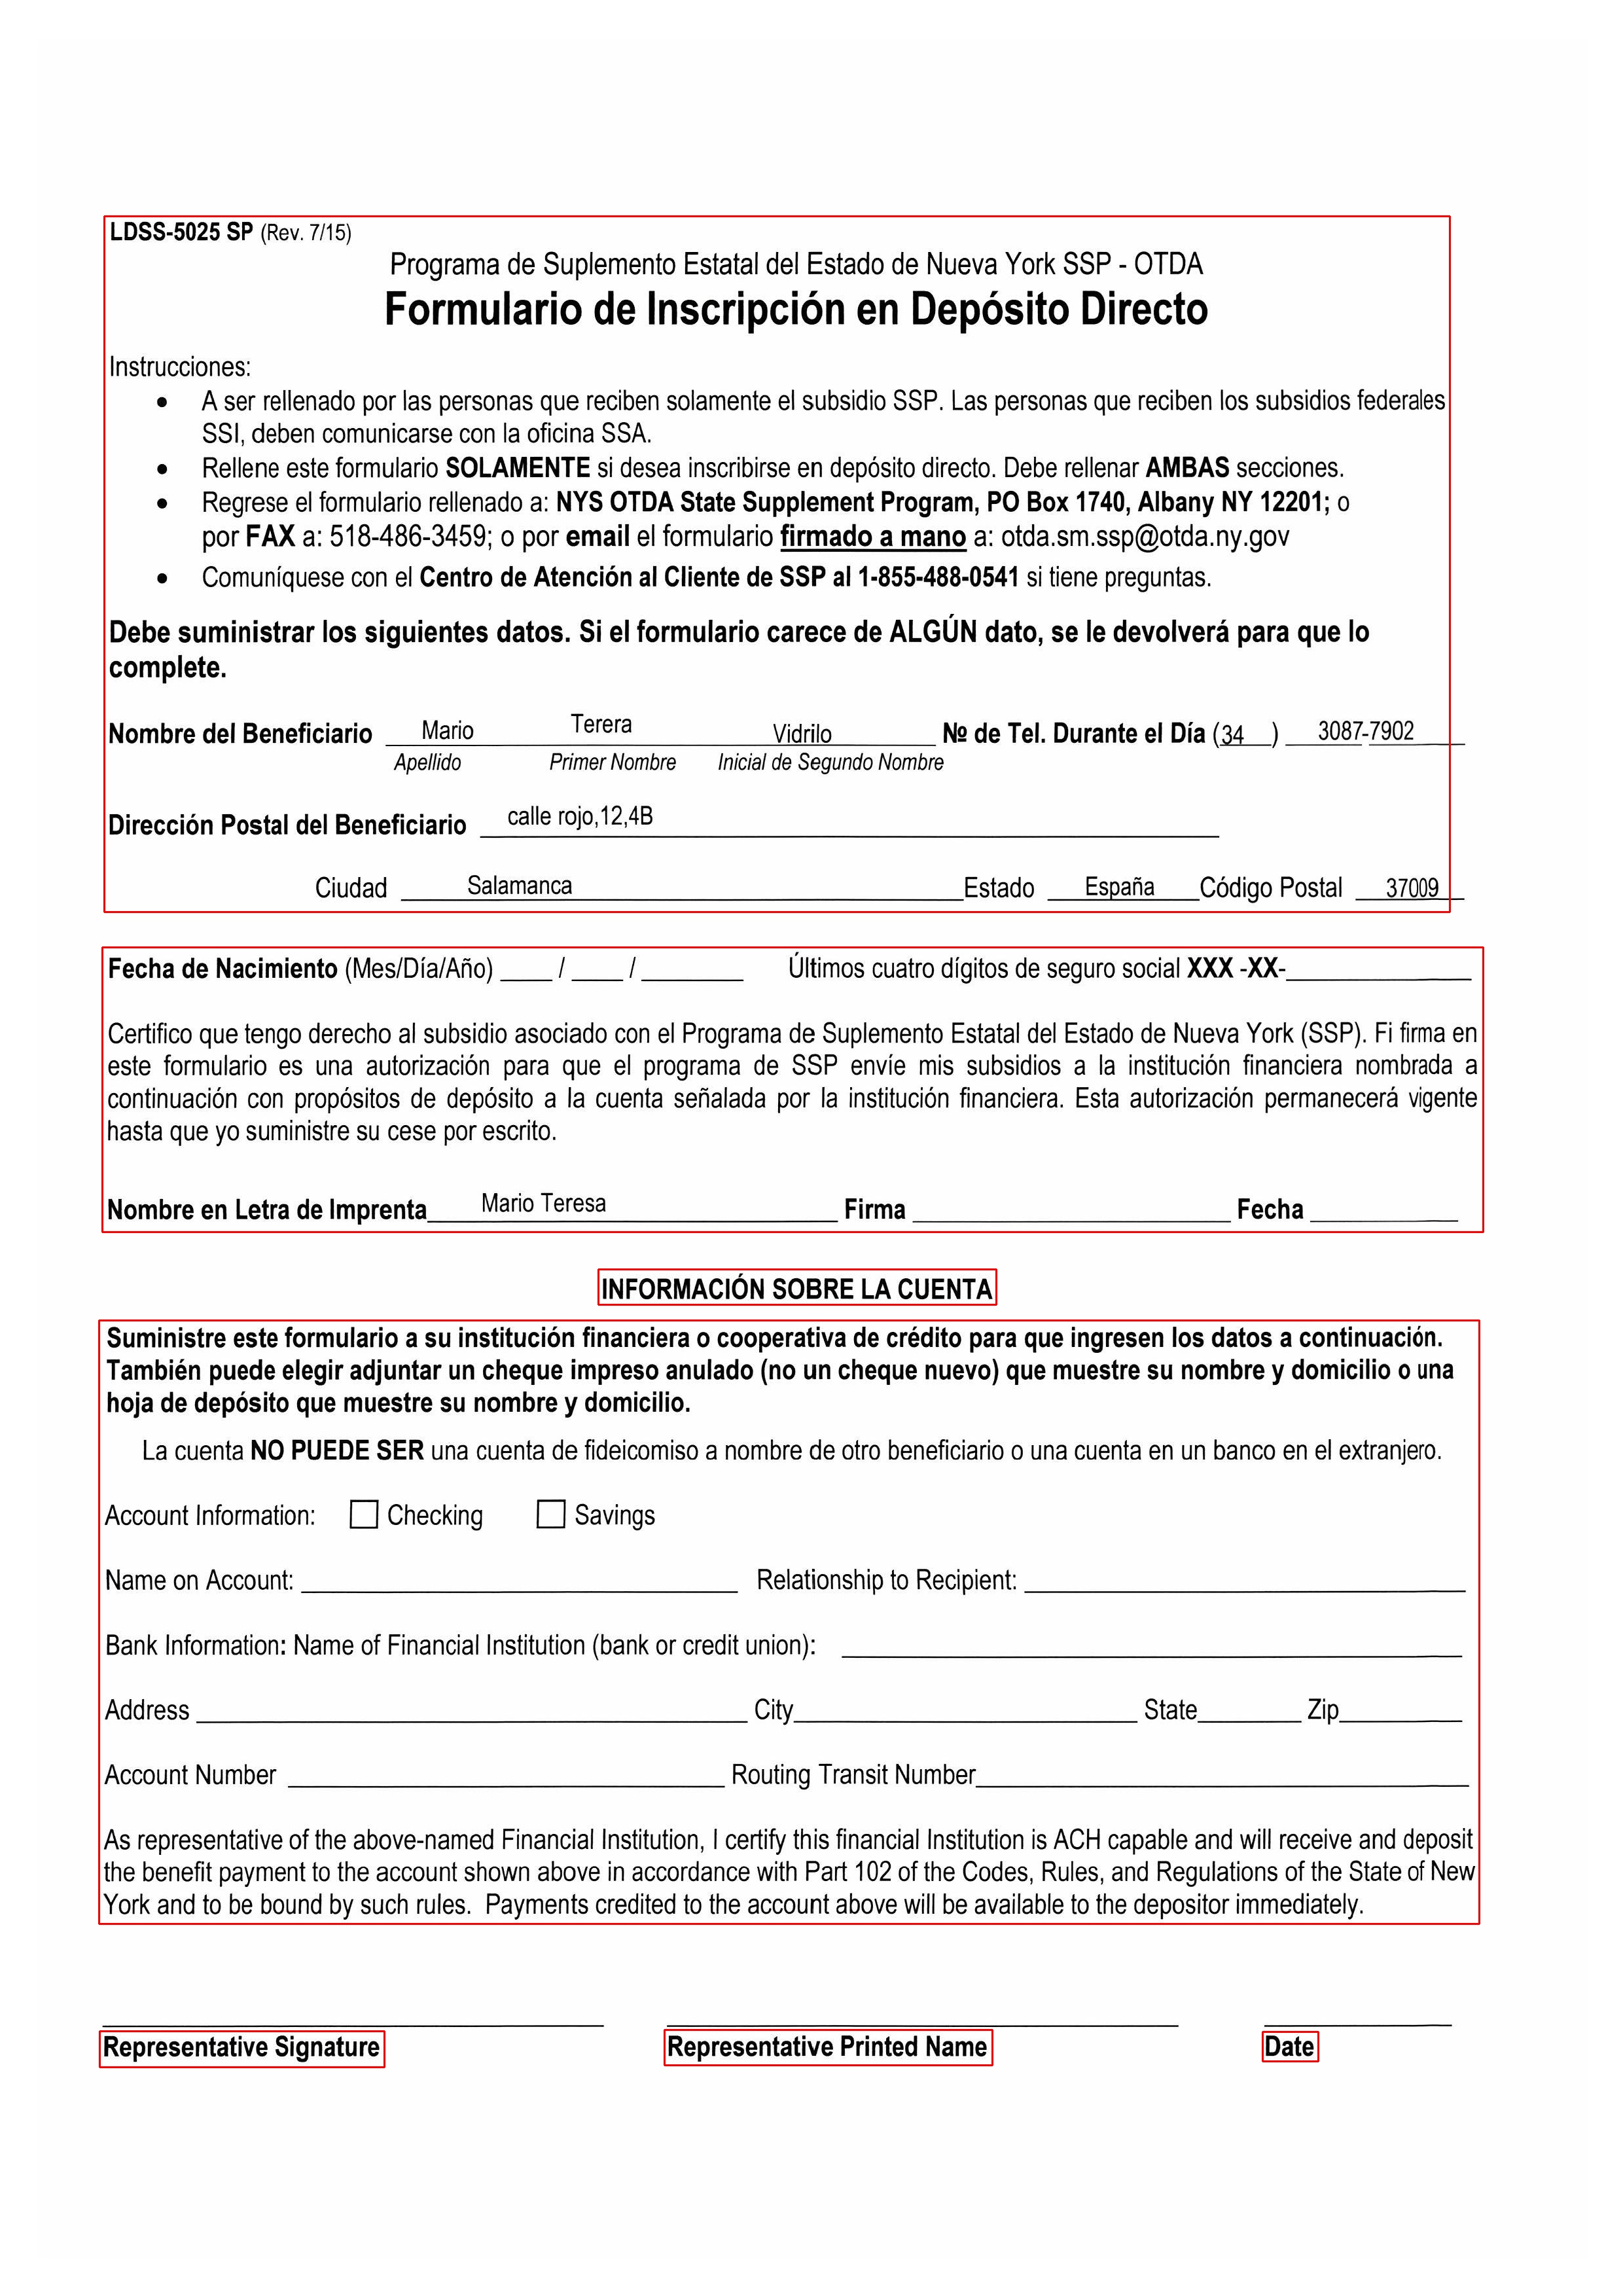 LDSS-5025 SP (Rev. 7/15)
Programa de Suplemento Estatal del Estado de Nueva York SSP - OTDA
Formulario de Inscripción en Depósito Directo
Instrucciones:
• A ser rellenado por las personas que reciben solamente el subsidio SSP. Las personas que reciben los subsidios federales
SSI, deben comunicarse con la oficina SSA.
• Rellene este formulario SOLAMENTE si desea inscribirse en depósito directo. Debe rellenar AMBAS secciones.
• Regrese el formulario rellenado a: NYS OTDA State Supplement Program, PO Box 1740, Albany NY 12201; o
por FAX a: 518-486-3459; o por email el formulario firmado a mano a: otda.sm.ssp@otda.ny.gov
• Comuníquese con el Centro de Atención al Cliente de SSP al 1-855-488-0541 si tiene preguntas.
Debe suministrar los siguientes datos. Si el formulario carece de ALGÚN dato, se le devolverá para que lo
complete.
Nombre del Beneficiario Mario Terera Vidrilo Nº de Tel. Durante el Día (34 ) 3087-7902
Apellido Primer Nombre Inicial de Segundo Nombre
Dirección Postal del Beneficiario calle rojo,12,4B
Ciudad Salamanca Estado España Código Postal 37009
Fecha de Nacimiento (Mes/Día/Año) ____ / ____ / ________ Últimos cuatro dígitos de seguro social XXX -XX-______________
Certifico que tengo derecho al subsidio asociado con el Programa de Suplemento Estatal del Estado de Nueva York (SSP). Fi firma en
este formulario es una autorización para que el programa de SSP envíe mis subsidios a la institución financiera nombrada a
continuación con propósitos de depósito a la cuenta señalada por la institución financiera. Esta autorización permanecerá vigente
hasta que yo suministre su cese por escrito.
Nombre en Letra de Imprenta Mario Teresa Firma ______________ Fecha ______________
INFORMACIÓN SOBRE LA CUENTA
Suministre este formulario a su institución financiera o cooperativa de crédito para que ingresen los datos a continuación.
También puede elegir adjuntar un cheque impreso anulado (no un cheque nuevo) que muestre su nombre y domicilio o una
hoja de depósito que muestre su nombre y domicilio.
La cuenta NO PUEDE SER una cuenta de fideicomiso a nombre de otro beneficiario o una cuenta en un banco en el extranjero.
Account Information: ☐ Checking ☐ Savings
Name on Account: ______________ Relationship to Recipient: ______________
Bank Information: Name of Financial Institution (bank or credit union): ______________
Address ______________ City______________ State________ Zip________
Account Number ______________ Routing Transit Number______________
As representative of the above-named Financial Institution, I certify this financial Institution is ACH capable and will receive and deposit
the benefit payment to the account shown above in accordance with Part 102 of the Codes, Rules, and Regulations of the State of New
York and to be bound by such rules. Payments credited to the account above will be available to the depositor immediately.
Representative Signature Representative Printed Name Date